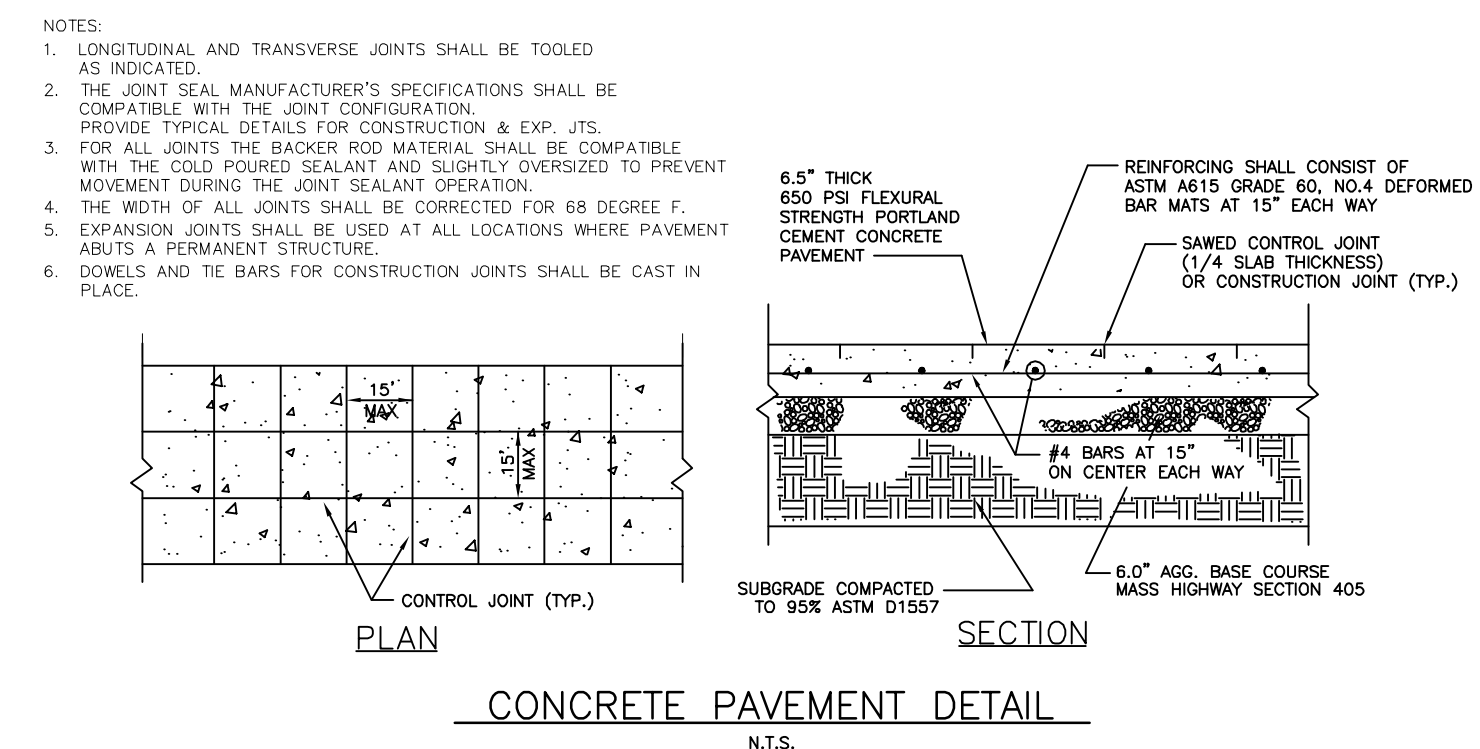 NOTES:
1. LONGITUDINAL AND TRANSVERSE JOINTS SHALL BE TOOLED
AS INDICATED.
2. THE JOINT SEAL MANUFACTURER'S SPECIFICATIONS SHALL BE
COMPATIBLE WITH THE JOINT CONFIGURATION.
PROVIDE TYPICAL DETAILS FOR CONSTRUCTION & EXP. JTS.
3. FOR ALL JOINTS THE BACKER ROD MATERIAL SHALL BE COMPATIBLE
WITH THE COLD POURED SEALANT AND SLIGHTLY OVERSIZED TO PREVENT
MOVEMENT DURING THE JOINT SEALANT OPERATION.
4. THE WIDTH OF ALL JOINTS SHALL BE CORRECTED FOR 68 DEGREE F.
5. EXPANSION JOINTS SHALL BE USED AT ALL LOCATIONS WHERE PAVEMENT
ABUTS A PERMANENT STRUCTURE.
6. DOWELS AND TIE BARS FOR CONSTRUCTION JOINTS SHALL BE CAST IN
PLACE.
15'
MAX
15'
MAX
CONTROL JOINT (TYP.)
PLAN
6.5" THICK
650 PSI FLEXURAL
STRENGTH PORTLAND
CEMENT CONCRETE
PAVEMENT
REINFORCING SHALL CONSIST OF
ASTM A615 GRADE 60, NO.4 DEFORMED
BAR MATS AT 15" EACH WAY
SAWED CONTROL JOINT
(1/4 SLAB THICKNESS)
OR CONSTRUCTION JOINT (TYP.)
#4 BARS AT 15"
ON CENTER EACH WAY
SUBGRADE COMPACTED
TO 95% ASTM D1557
6.0" AGG. BASE COURSE
MASS HIGHWAY SECTION 405
SECTION
CONCRETE PAVEMENT DETAIL
N.T.S.